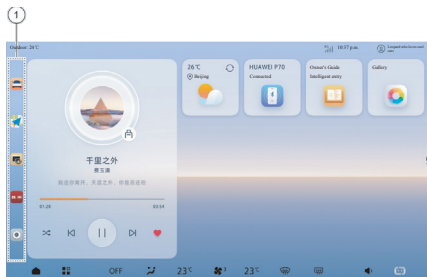 1
Outdoor 28℃
10:37 p.m.
26℃
Beijing
HUAWEI P70
Connected
Owner's Guide
Intelligent entry
Gallery
千里之外
费玉清
01:28
03:54
OFF
23℃
23℃